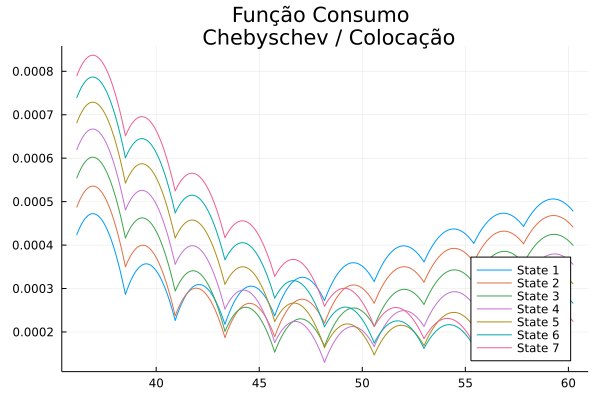 Função Consumo
Chebyschev / Colocação
0.0008
0.0007
0.0006
0.0005
0.0004
0.0003
0.0002
State 1
State 2
State 3
State 4
State 5
State 6
State 7
40
45
50
55
60